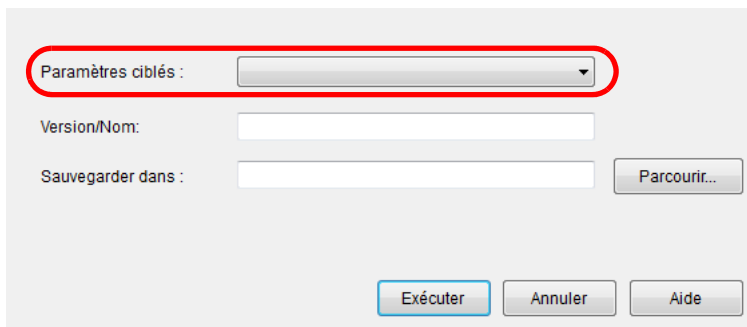 Paramètres ciblés :
Version/Nom:
Sauvegarder dans :
Parcourir...
Exécuter
Annuler
Aide